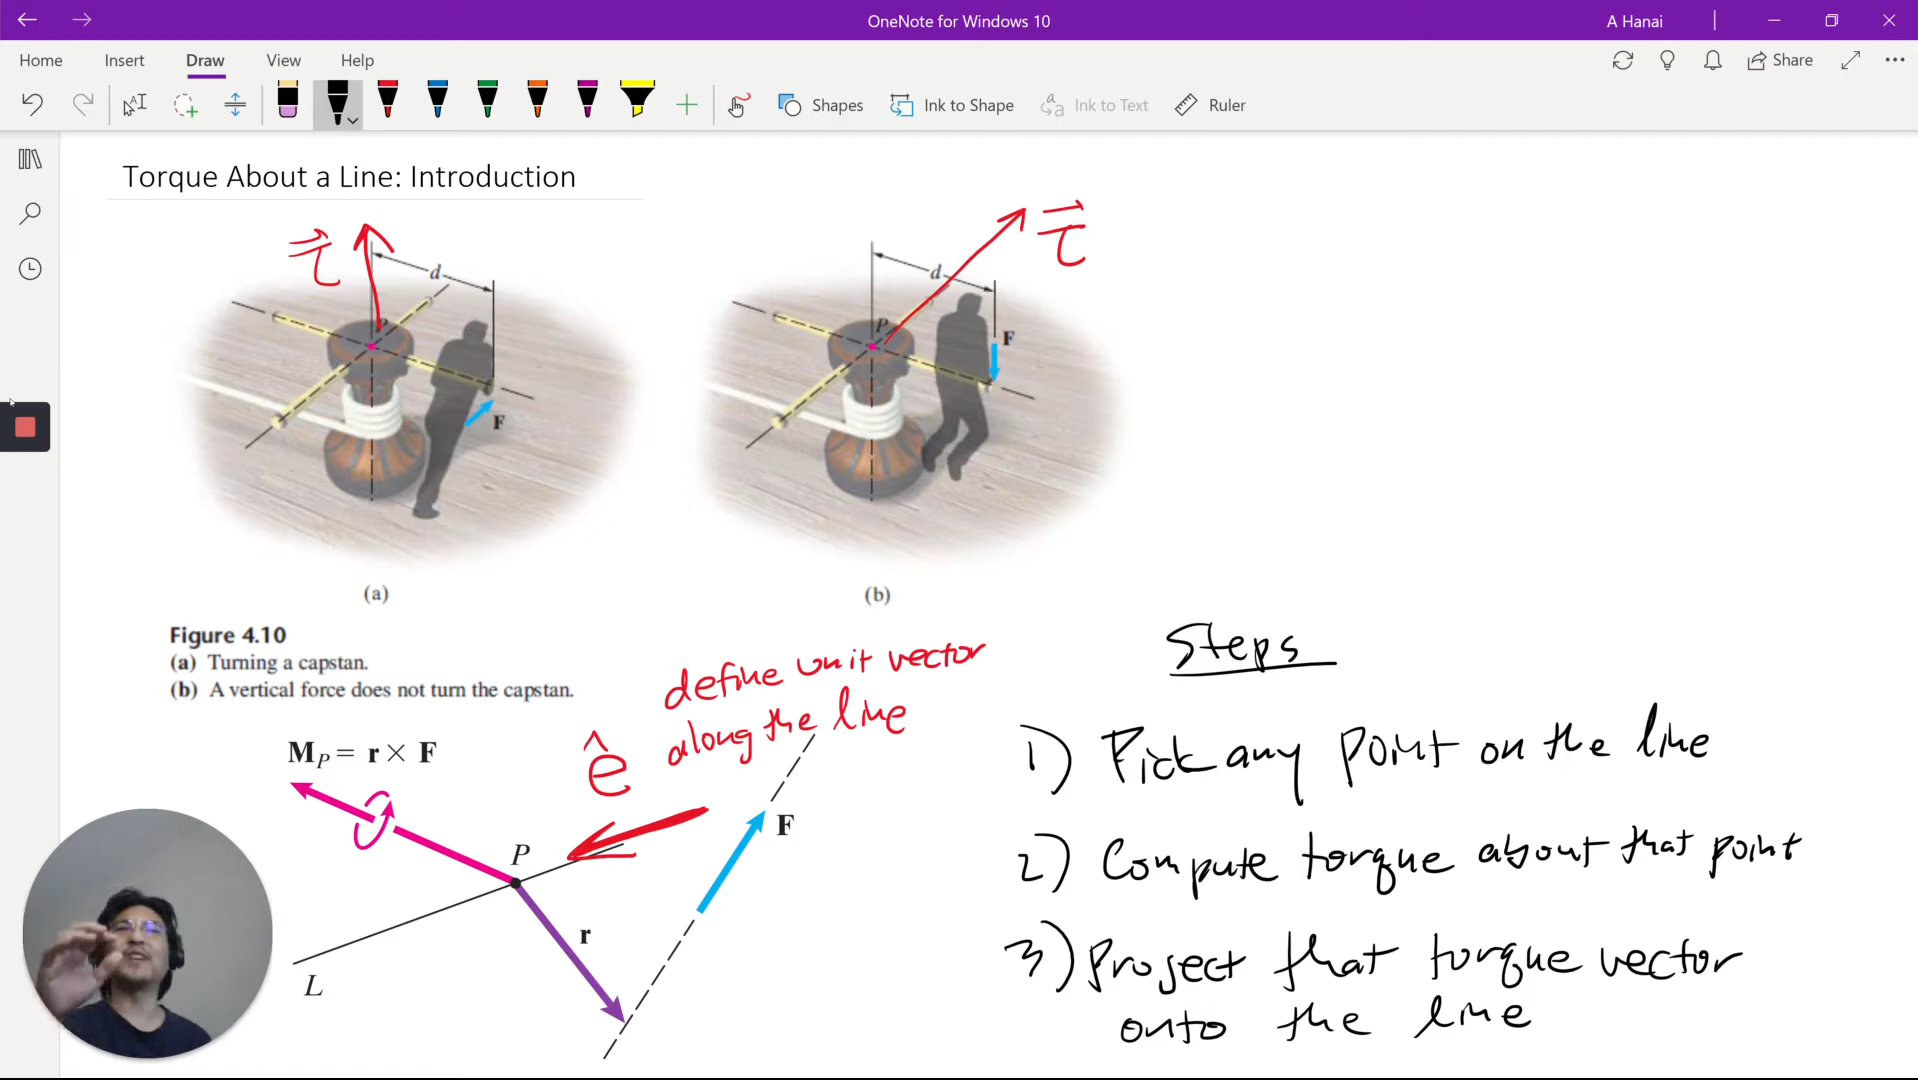 OneNote for Windows 10
A Hanai
Home Insert Draw View Help
Share
Shapes Ink to Shape Ink to Text Ruler
Torque About a Line: Introduction
τ τ
d d
P P
F F
(a) (b)
Figure 4.10
(a) Turning a capstan.
(b) A vertical force does not turn the capstan.
define unit vector
along the line
ê
M_P = r × F
P
F
r
L
Steps
1) Pick any point on the line
2) Compute torque about that point
3) Project that torque vector
onto the line